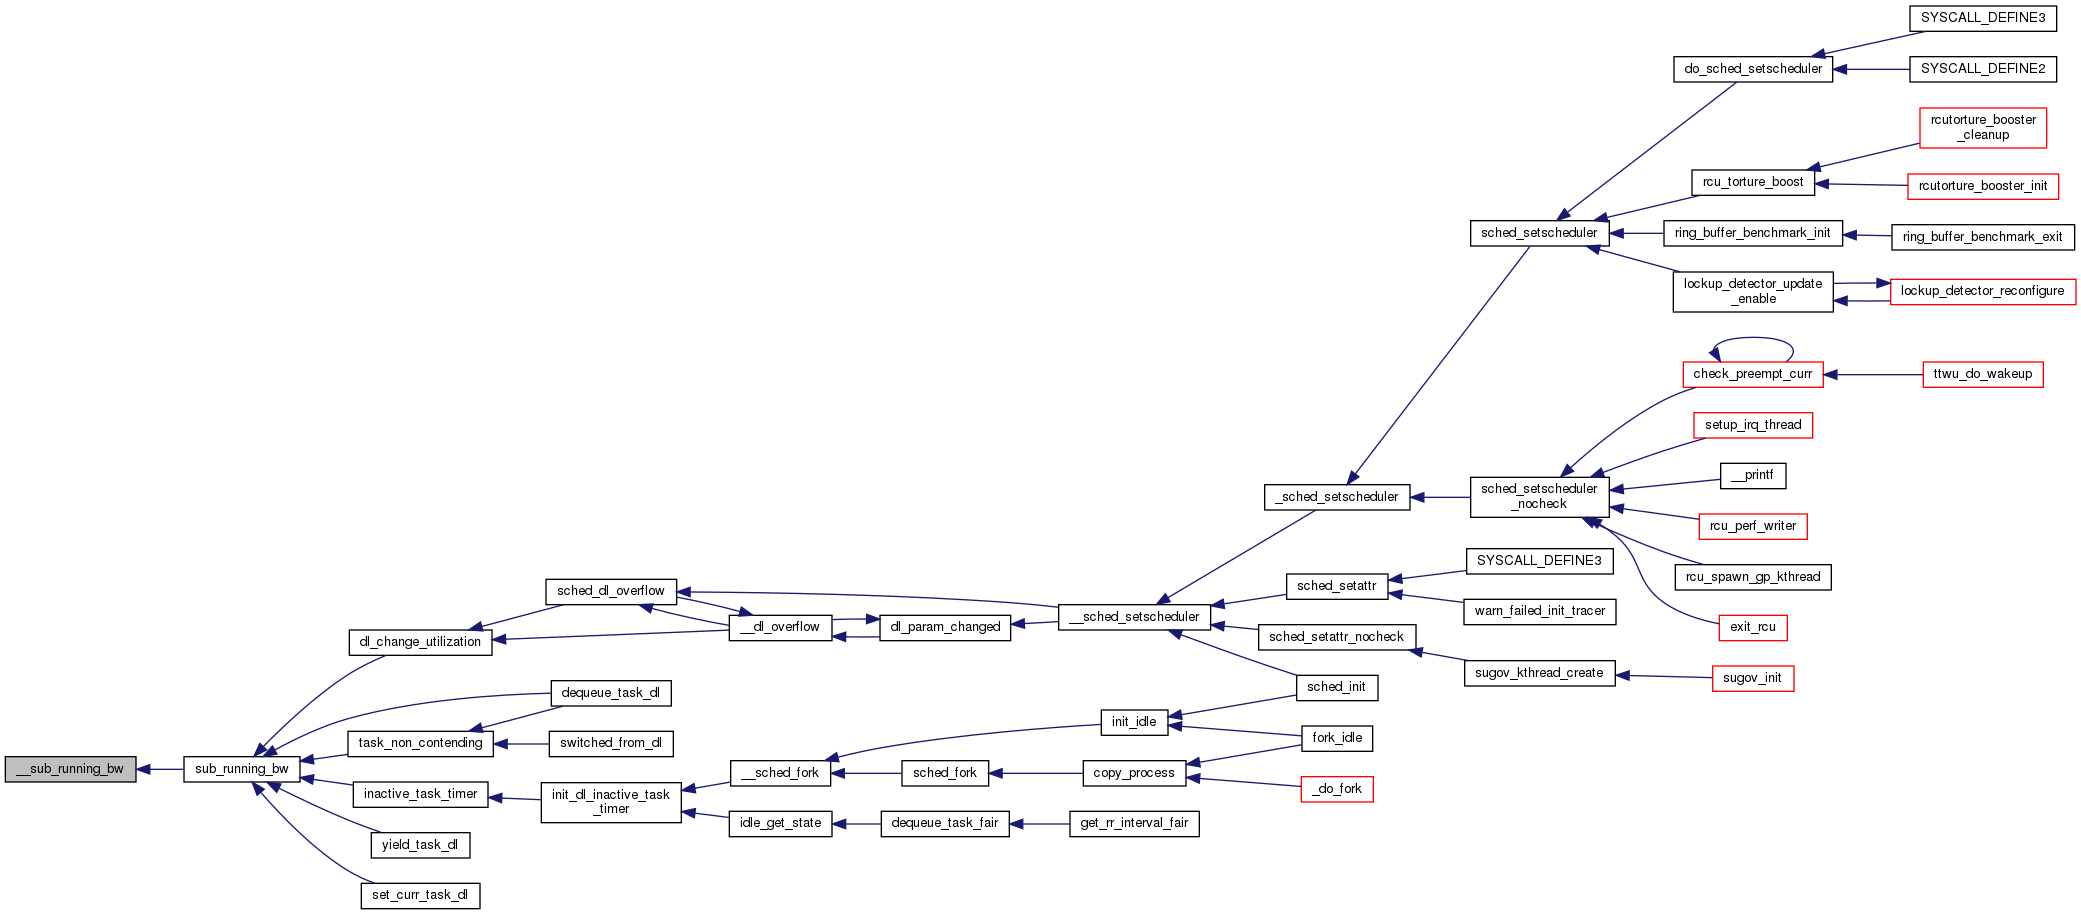 SYSCALL_DEFINE3
do_sched_setscheduler
SYSCALL_DEFINE2
rcutorture_booster
_cleanup
rcu_torture_boost
rcutorture_booster_init
sched_setscheduler
ring_buffer_benchmark_init
ring_buffer_benchmark_exit
lockup_detector_update
_enable
lockup_detector_reconfigure
check_preempt_curr
ttwu_do_wakeup
setup_irq_thread
__printf
_sched_setscheduler
sched_setscheduler
_nocheck
rcu_perf_writer
rcu_spawn_gp_kthread
exit_rcu
SYSCALL_DEFINE3
sched_setattr
warn_failed_init_tracer
sched_dl_overflow
__dl_overflow
dl_param_changed
__sched_setscheduler
sched_setattr_nocheck
sugov_kthread_create
sugov_init
dl_change_utilization
sched_init
dequeue_task_dl
task_non_contending
switched_from_dl
init_idle
fork_idle
__sub_running_bw
sub_running_bw
__sched_fork
sched_fork
copy_process
_do_fork
inactive_task_timer
init_dl_inactive_task
_timer
idle_get_state
dequeue_task_fair
get_rr_interval_fair
yield_task_dl
set_curr_task_dl